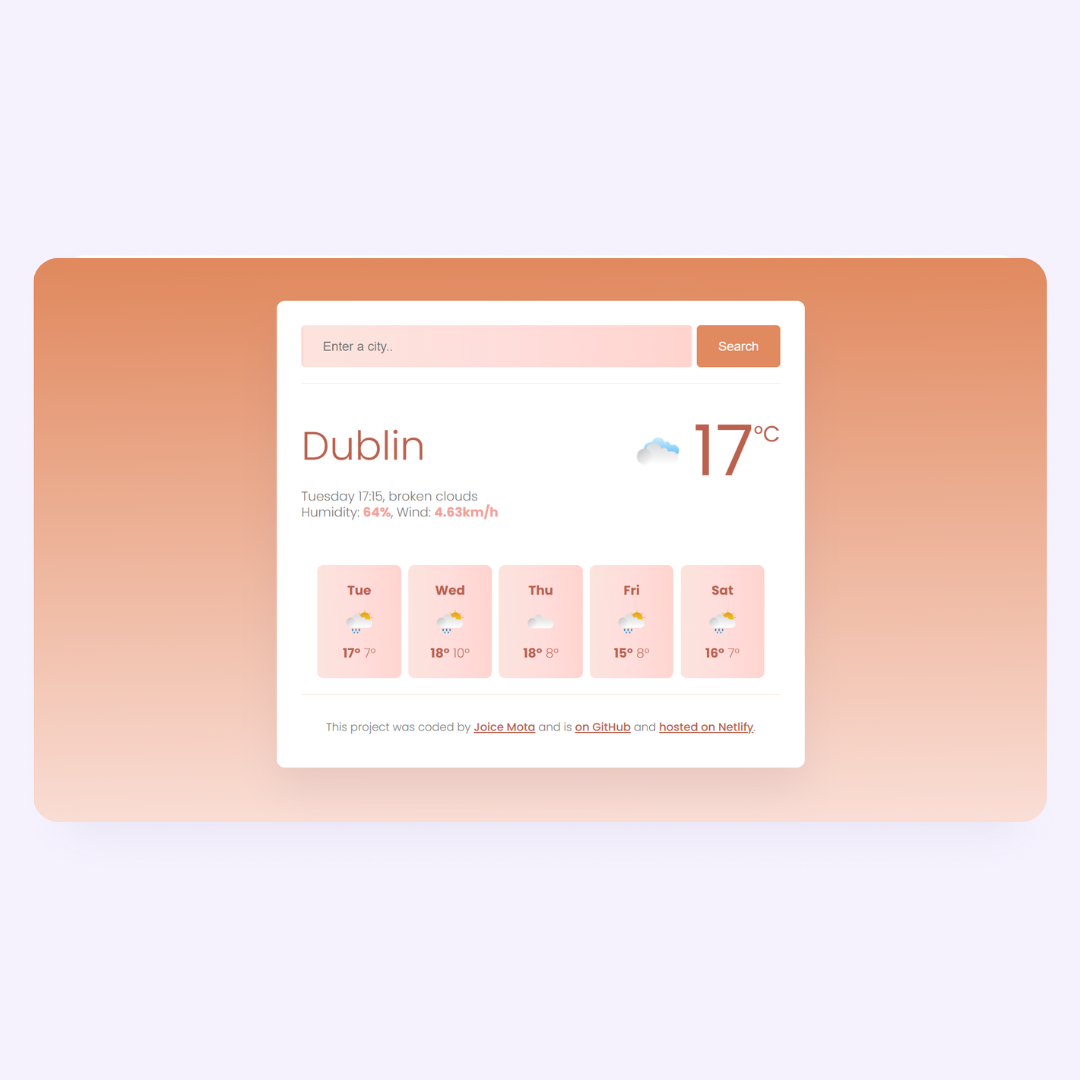 Enter a city..
Search
Dublin
17°C
Tuesday 17:15, broken clouds
Humidity: 64%, Wind: 4.63km/h
Tue Wed Thu Fri Sat
17° 7° 18° 10° 18° 8° 15° 8° 16° 7°
This project was coded by Joice Mota and is on GitHub and hosted on Netlify.